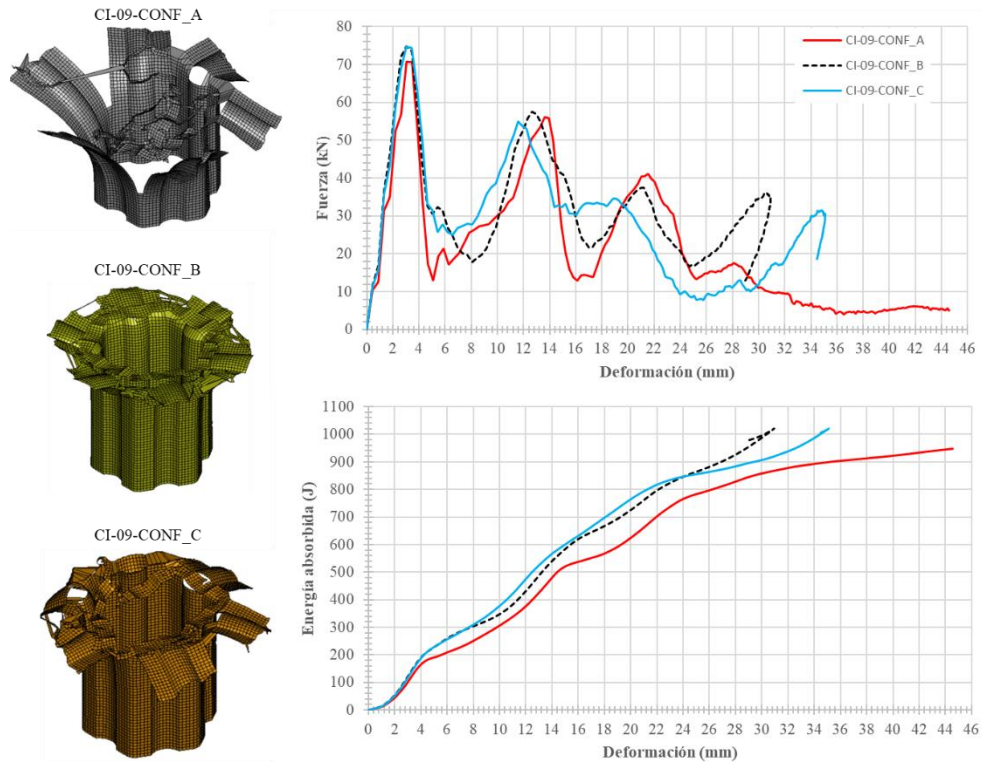 CI-09-CONF_A
CI-09-CONF_B
CI-09-CONF_C
Fuerza (kN)
80
70
60
50
40
30
20
10
0
0 2 4 6 8 10 12 14 16 18 20 22 24 26 28 30 32 34 36 38 40 42 44 46
Deformación (mm)
CI-09-CONF_A
CI-09-CONF_B
CI-09-CONF_C
Energía absorbida (J)
1100
1000
900
800
700
600
500
400
300
200
100
0
0 2 4 6 8 10 12 14 16 18 20 22 24 26 28 30 32 34 36 38 40 42 44 46
Deformación (mm)